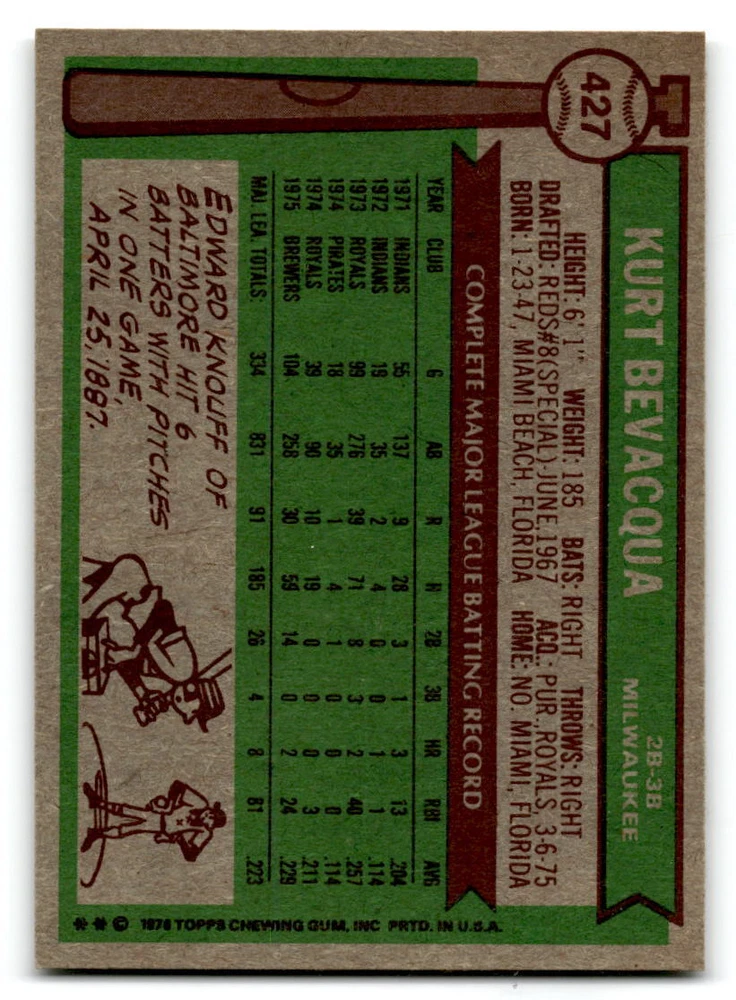 427
KURT BEVACQUA
2B-3B
MILWAUKEE
HEIGHT: 6' 1" WEIGHT: 185 BATS: RIGHT THROWS: RIGHT
DRAFTED: REDS#8(SPECIAL)-JUNE, 1967 ACQ.: PUR., ROYALS, 3-6-75
BORN: 1-23-47, MIAMI BEACH, FLORIDA HOME: NO. MIAMI, FLORIDA
COMPLETE MAJOR LEAGUE BATTING RECORD
YEAR CLUB G AB R H 2B 3B HR RBI AVG
1971 INDIANS 55 137 9 28 3 1 3 13 .204
1972 INDIANS 19 35 2 4 0 0 1 1 .114
1973 ROYALS 99 276 39 71 8 3 2 40 .257
1974 PIRATES 18 35 1 4 1 0 0 0 .114
1974 ROYALS 39 90 10 19 0 0 0 3 .211
1975 BREWERS 104 258 30 59 14 0 2 24 .229
MAJ. LEA. TOTALS 334 831 91 185 26 4 8 81 .223
EDWARD KNOUFF OF
BALTIMORE HIT 6
BATTERS WITH PITCHES
IN ONE GAME,
APRIL 25, 1887.
* * © 1976 TOPPS CHEWING GUM, INC PRTD. IN U.S.A.